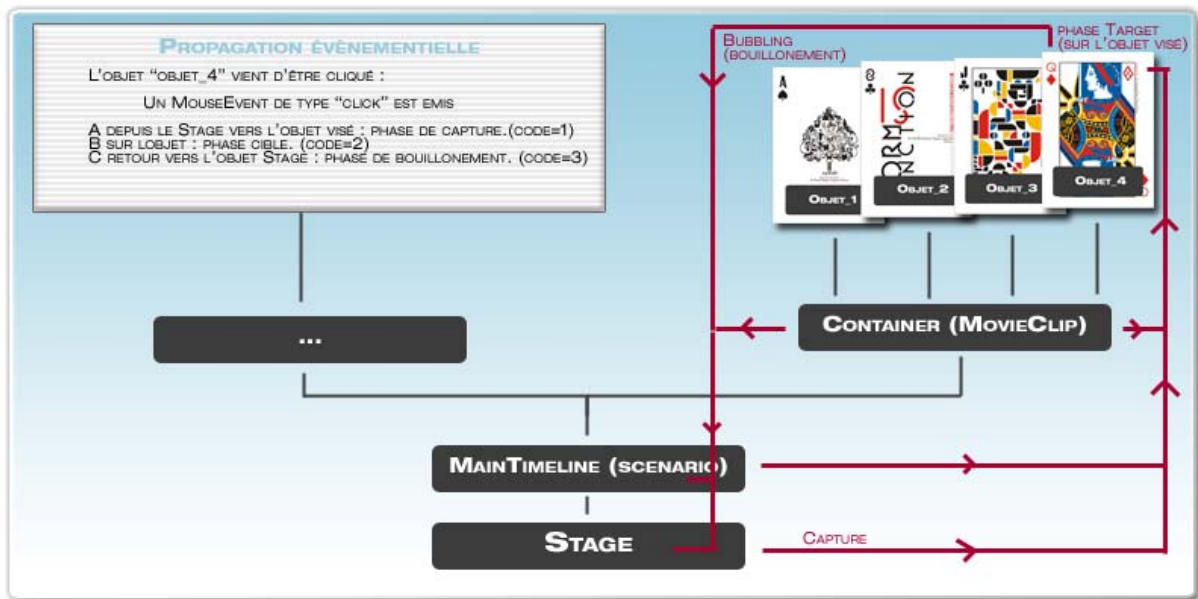 PROPAGATION ÉVÈNEMENTIELLE
L'OBJET "OBJET_4" VIENT D'ÊTRE CLIQUÉ :
UN MOUSEEVENT DE TYPE "CLICK" EST EMIS
A DEPUIS LE STAGE VERS L'OBJET VISÉ : PHASE DE CAPTURE.(CODE=1)
B SUR LOBJET : PHASE CIBLE. (CODE=2)
C RETOUR VERS L'OBJET STAGE : PHASE DE BOUILLONEMENT. (CODE=3)
BUBBLING
(BOUILLONEMENT)
PHASE TARGET
(SUR L'OBJET VISÉ)
A
J
Q
OBJET_1
OBJET_2
OBJET_3
OBJET_4
...
CONTAINER (MOVIECLIP)
MAINTIMELINE (SCENARIO)
STAGE
CAPTURE